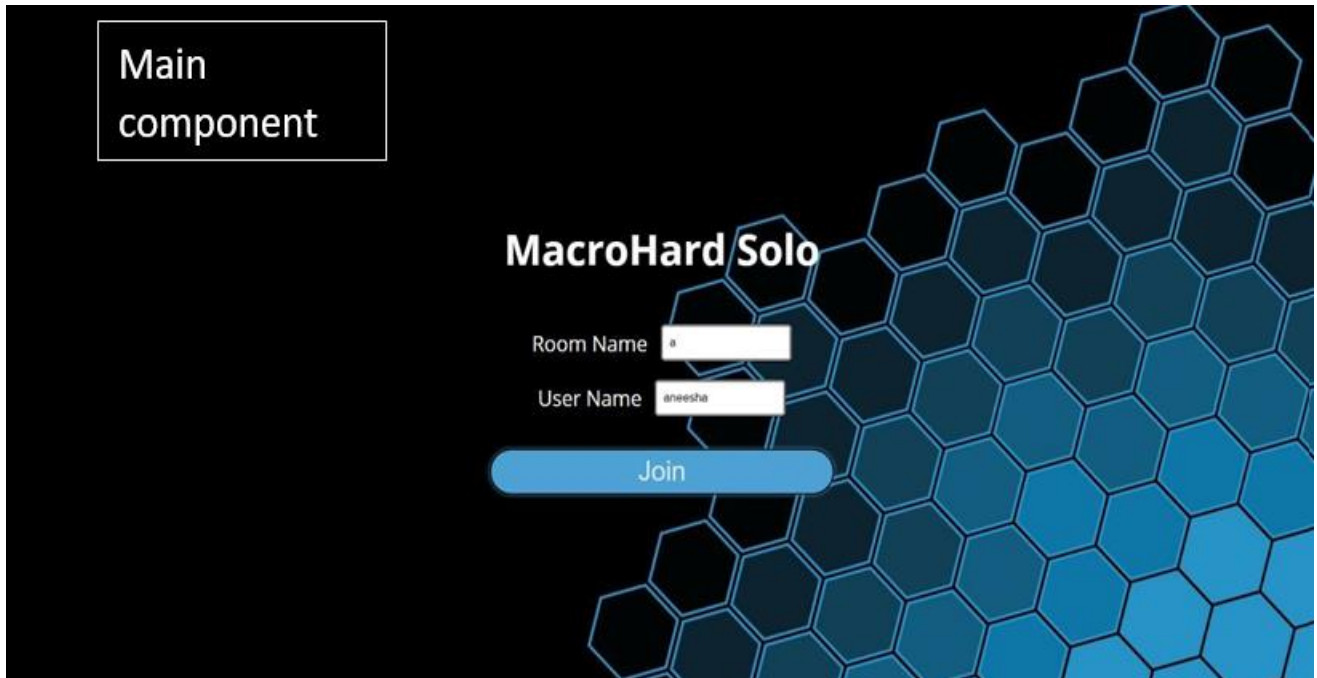 Main
component
MacroHard Solo
Room Name a
User Name aneesha
Join